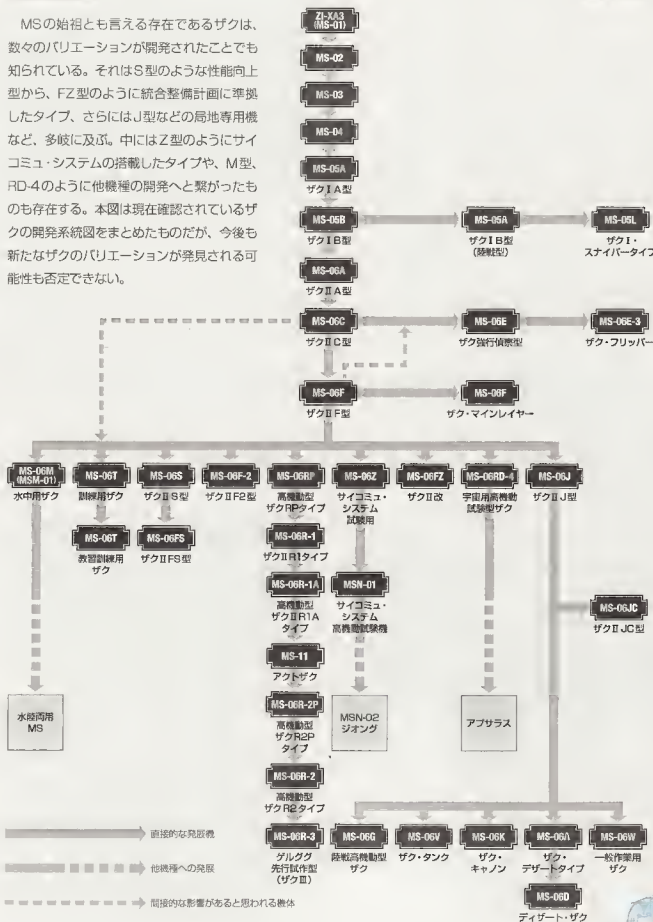 MSの始祖とも言える存在であるザクは、
数々のバリエーションが開発されたことでも
知られている。それはS型のような性能向上
型から、FZ型のように統合整備計画に準拠
したタイプ、さらにはJ型などの局地専用機
など、多岐に及ぶ。中にはZ型のようにサイ
コミュ・システムの搭載したタイプや、M型、
RD-4のように他機種の開発へと繋がったも
のも存在する。本図は現在確認されているザ
クの開発系統図をまとめたものだが、今後も
新たなザクのバリエーションが発見される可
能性も否定できない。
ZI-XA3
(MS-01)
MS-02
MS-03
MS-04
MS-05A
ザクⅠA型
MS-05B
ザクⅠB型
MS-05A
ザクⅠB型
(陸戦型)
MS-05L
ザクⅠ・
スナイパータイプ
MS-06A
ザクⅡA型
MS-06C
ザクⅡC型
MS-06E
ザク強行偵察型
MS-06E-3
ザク・フリッパー
MS-06F
ザクⅡF型
MS-06F
ザク・マインレイヤー
MS-06M
(MSM-01)
水中用ザク
MS-06T
訓練用ザク
MS-06S
ザクⅡS型
MS-06F-2
ザクⅡF2型
MS-06RP
高機動型
ザクRPタイプ
MS-06Z
サイコミュ・
システム
試験用
MS-06FZ
ザクⅡ改
MS-06RD-4
宇宙用高機動
試験型ザク
MS-06J
ザクⅡJ型
MS-06T
教習訓練用
ザク
MS-06FS
ザクⅡFS型
MS-06R-1
ザクⅡR1タイプ
MS-06R-1A
高機動型
ザクⅡR1A
タイプ
MSN-01
サイコミュ・
システム
高機動試験機
MS-06JC
ザクⅡJC型
MS-11
アクトザク
MS-06R-2P
高機動型
ザクR2P
タイプ
水陸両用
MS
MSN-02
ジオング
アプサラス
MS-06R-2
高機動型
ザクR2タイプ
MS-06R-3
ゲルググ
先行試作型
(ザクⅢ)
MS-06G
陸戦高機動型
ザク
MS-06V
ザク・タンク
MS-06K
ザク・
キャノン
MS-06A
ザク・
デザートタイプ
MS-06W
一般作業用
ザク
MS-06D
ディザート・ザク
直接的な発展機
他機種への発展
間接的な影響があると思われる機体